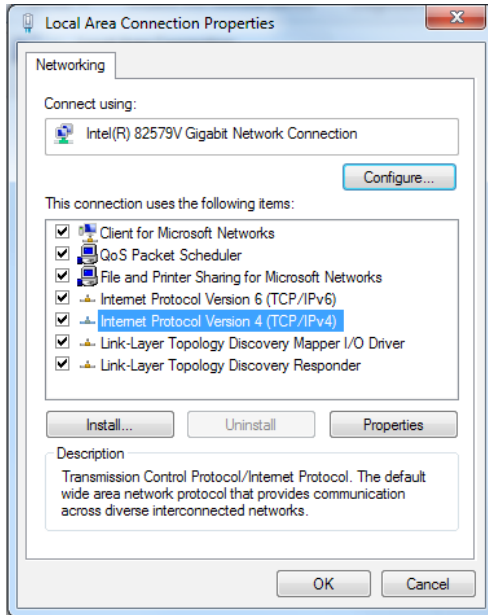 Local Area Connection Properties
Networking
Connect using:
Intel(R) 82579V Gigabit Network Connection
Configure...
This connection uses the following items:
Client for Microsoft Networks
QoS Packet Scheduler
File and Printer Sharing for Microsoft Networks
Internet Protocol Version 6 (TCP/IPv6)
Internet Protocol Version 4 (TCP/IPv4)
Link-Layer Topology Discovery Mapper I/O Driver
Link-Layer Topology Discovery Responder
Install... Uninstall Properties
Description
Transmission Control Protocol/Internet Protocol. The default
wide area network protocol that provides communication
across diverse interconnected networks.
OK Cancel